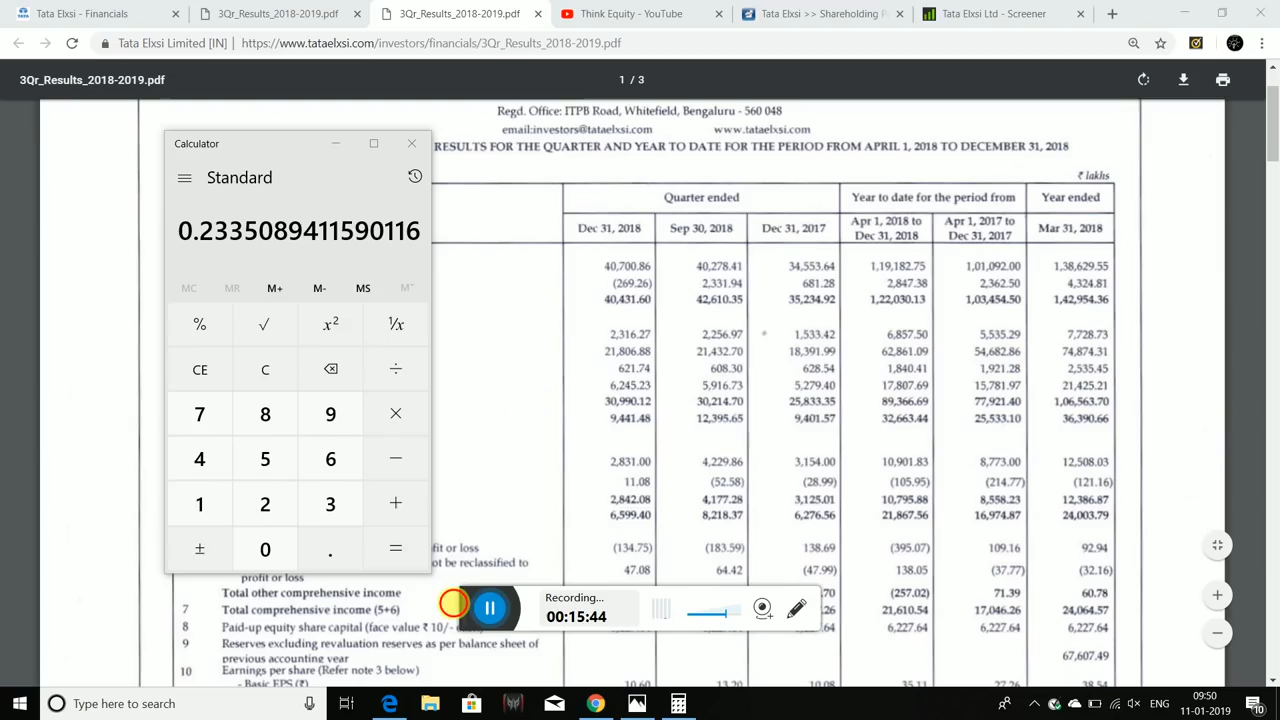 Tata Elxsi - Financials
3Qr_Results_2018-2019.pdf
3Qr_Results_2018-2019.pdf
Think Equity - YouTube
Tata Elxsi >> Shareholding P
Tata Elxsi Ltd - Screener
Tata Elxsi Limited [IN] | https://www.tataelxsi.com/investors/financials/3Qr_Results_2018-2019.pdf
3Qr_Results_2018-2019.pdf
1 / 3
Regd. Office: ITPB Road, Whitefield, Bengaluru - 560 048
email:investors@tataelxsi.com www.tataelxsi.com
RESULTS FOR THE QUARTER AND YEAR TO DATE FOR THE PERIOD FROM APRIL 1, 2018 TO DECEMBER 31, 2018
₹ lakhs
Quarter ended Year to date for the period from Year ended
Dec 31, 2018 Sep 30, 2018 Dec 31, 2017 Apr 1, 2018 to Dec 31, 2018 Apr 1, 2017 to Dec 31, 2017 Mar 31, 2018
40,700.86 40,278.41 34,553.64 1,19,182.75 1,01,092.00 1,38,629.55
(269.26) 2,331.94 681.28 2,847.38 2,362.50 4,324.81
40,431.60 42,610.35 35,234.92 1,22,030.13 1,03,454.50 1,42,954.36
2,316.27 2,256.97 1,533.42 6,857.50 5,535.29 7,728.73
21,806.88 21,432.70 18,391.99 62,861.09 54,682.86 74,874.31
621.74 608.30 628.54 1,840.41 1,921.28 2,535.45
6,245.23 5,916.73 5,279.40 17,807.69 15,781.97 21,425.21
30,990.12 30,214.70 25,833.35 89,366.69 77,921.40 1,06,563.70
9,441.48 12,395.65 9,401.57 32,663.44 25,533.10 36,390.66
2,831.00 4,229.86 3,154.00 10,901.83 8,773.00 12,508.03
11.08 (52.58) (28.99) (105.95) (214.77) (121.16)
2,842.08 4,177.28 3,125.01 10,795.88 8,558.23 12,386.87
6,599.40 8,218.37 6,276.56 21,867.56 16,974.87 24,003.79
fit or loss (134.75) (183.59) 138.69 (395.07) 109.16 92.94
ot be reclassified to
profit or loss 47.08 64.42 (47.99) 138.05 (37.77) (32.16)
Total other comprehensive income .70 (257.02) 71.39 60.78
7 Total comprehensive income (5+6) .26 21,610.54 17,046.26 24,064.57
8 Paid-up equity share capital (face value ₹ 10/- .64 6,227.64 6,227.64 6,227.64
9 Reserves excluding revaluation reserves as per balance sheet of
previous accounting year 67,607.49
10 Earnings per share (Refer note 3 below)
- Basic EPS (₹) 10.60 13.20 10.08 35.11 27.26 38.54
Calculator
Standard
0.2335089411590116
MC MR M+ M- MS M˅
% √ x² ¹⁄x
CE C ⌫ ÷
7 8 9 ×
4 5 6 −
1 2 3 +
± 0 . =
Recording...
00:15:44
Type here to search
ENG
09:50
11-01-2019
10